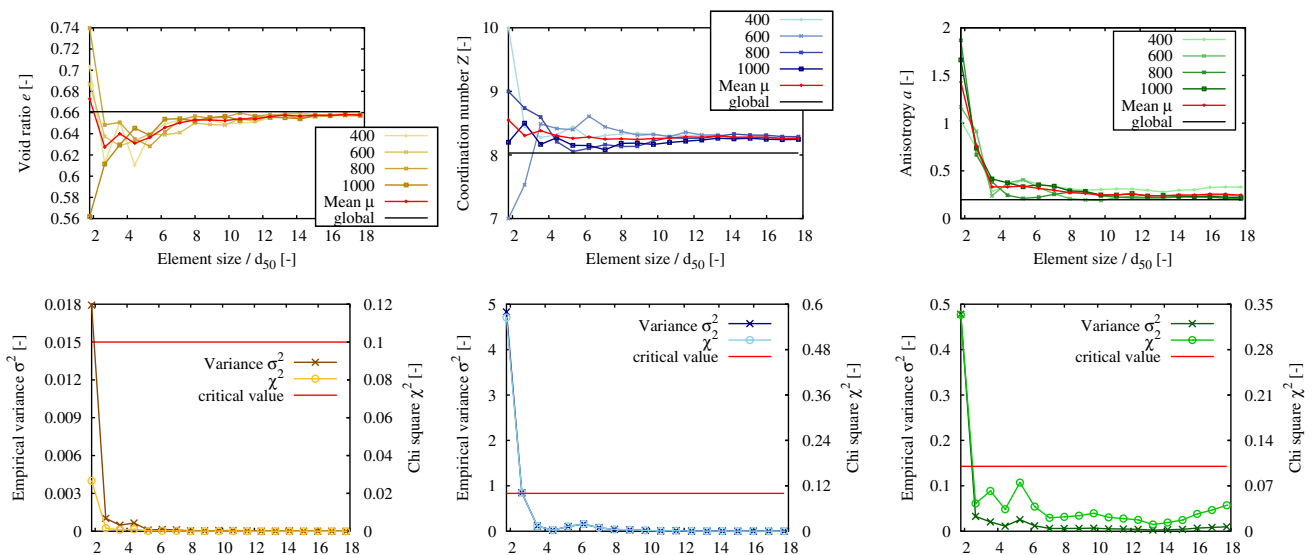 0.74
0.72
0.7
0.68
0.66
0.64
0.62
0.6
0.58
0.56
Void ratio e [-]
400
600
800
1000
Mean μ
global
2 4 6 8 10 12 14 16 18
Element size / d50 [-]
10
9
8
7
Coordination number Z [-]
400
600
800
1000
Mean μ
global
2 4 6 8 10 12 14 16 18
Element size / d50 [-]
2
1.5
1
0.5
0
Anisotropy a [-]
400
600
800
1000
Mean μ
global
2 4 6 8 10 12 14 16 18
Element size / d50 [-]
0.018
0.015
0.012
0.009
0.006
0.003
0
Empirical variance σ² [-]
Variance σ²
χ²
critical value
0.12
0.1
0.08
0.06
0.04
0.02
0
Chi square χ² [-]
2 4 6 8 10 12 14 16 18
5
4
3
2
1
0
Empirical variance σ² [-]
Variance σ²
χ²
critical value
0.6
0.48
0.36
0.24
0.12
0
Chi square χ² [-]
2 4 6 8 10 12 14 16 18
0.5
0.4
0.3
0.2
0.1
0
Empirical variance σ² [-]
Variance σ²
χ²
critical value
0.35
0.28
0.21
0.14
0.07
0
Chi square χ² [-]
2 4 6 8 10 12 14 16 18